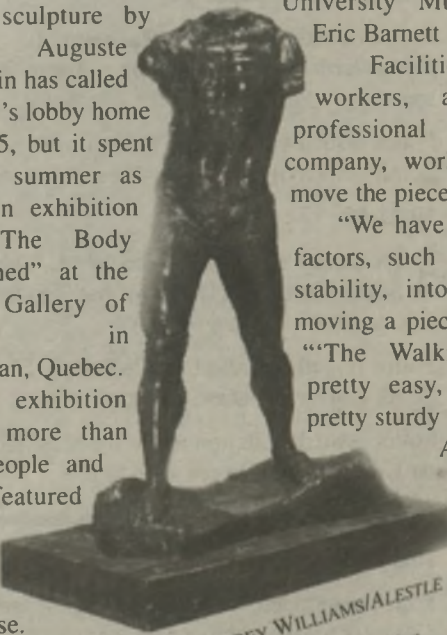 sculpture by
Auguste
in has called
's lobby home
5, but it spent
summer as
n exhibition
The Body
ned" at the
Gallery of
in
an, Quebec.
exhibition
more than
eople and
featured
se.
University Mu
Eric Barnett
Faciliti
workers, a
professional
company, wor
move the piece
"We have
factors, such
stability, into
moving a piec
"'The Walk
pretty easy,
pretty sturdy
A
EY WILLIAMS/ALESTLE